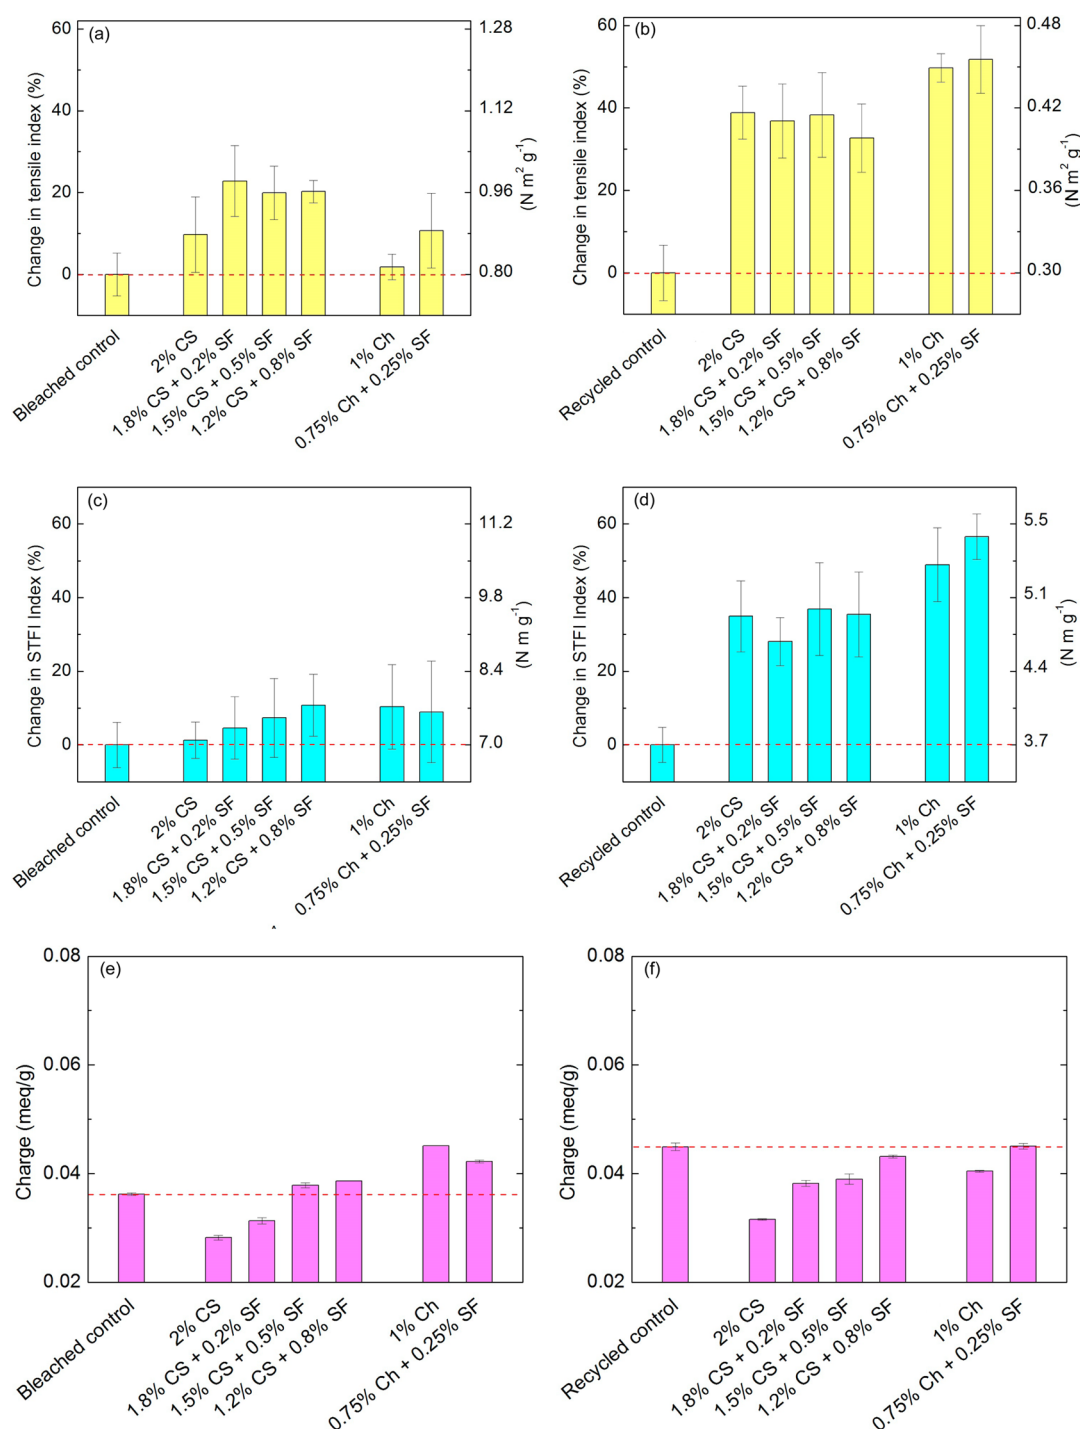 (a)
Change in tensile index (%)
60
40
20
0
1.28
1.12
0.96
0.80
(N m² g⁻¹)
Bleached control
2% CS
1.8% CS + 0.2% SF
1.5% CS + 0.5% SF
1.2% CS + 0.8% SF
1% Ch
0.75% Ch + 0.25% SF
(b)
Change in tensile index (%)
60
40
20
0
0.48
0.42
0.36
0.30
(N m² g⁻¹)
Recycled control
2% CS
1.8% CS + 0.2% SF
1.5% CS + 0.5% SF
1.2% CS + 0.8% SF
1% Ch
0.75% Ch + 0.25% SF
(c)
Change in STFI Index (%)
60
40
20
0
11.2
9.8
8.4
7.0
(N m g⁻¹)
Bleached control
2% CS
1.8% CS + 0.2% SF
1.5% CS + 0.5% SF
1.2% CS + 0.8% SF
1% Ch
0.75% Ch + 0.25% SF
(d)
Change in STFI Index (%)
60
40
20
0
5.5
5.1
4.4
3.7
(N m g⁻¹)
Recycled control
2% CS
1.8% CS + 0.2% SF
1.5% CS + 0.5% SF
1.2% CS + 0.8% SF
1% Ch
0.75% Ch + 0.25% SF
(e)
Charge (meq/g)
0.08
0.06
0.04
0.02
Bleached control
2% CS
1.8% CS + 0.2% SF
1.5% CS + 0.5% SF
1.2% CS + 0.8% SF
1% Ch
0.75% Ch + 0.25% SF
(f)
Charge (meq/g)
0.08
0.06
0.04
0.02
Recycled control
2% CS
1.8% CS + 0.2% SF
1.5% CS + 0.5% SF
1.2% CS + 0.8% SF
1% Ch
0.75% Ch + 0.25% SF